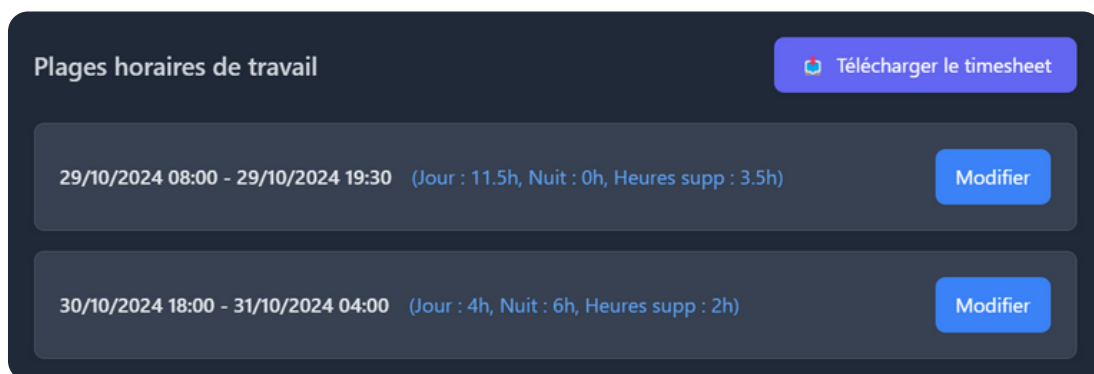 Plages horaires de travail
Télécharger le timesheet
29/10/2024 08:00 - 29/10/2024 19:30 (Jour : 11.5h, Nuit : 0h, Heures supp : 3.5h)
Modifier
30/10/2024 18:00 - 31/10/2024 04:00 (Jour : 4h, Nuit : 6h, Heures supp : 2h)
Modifier